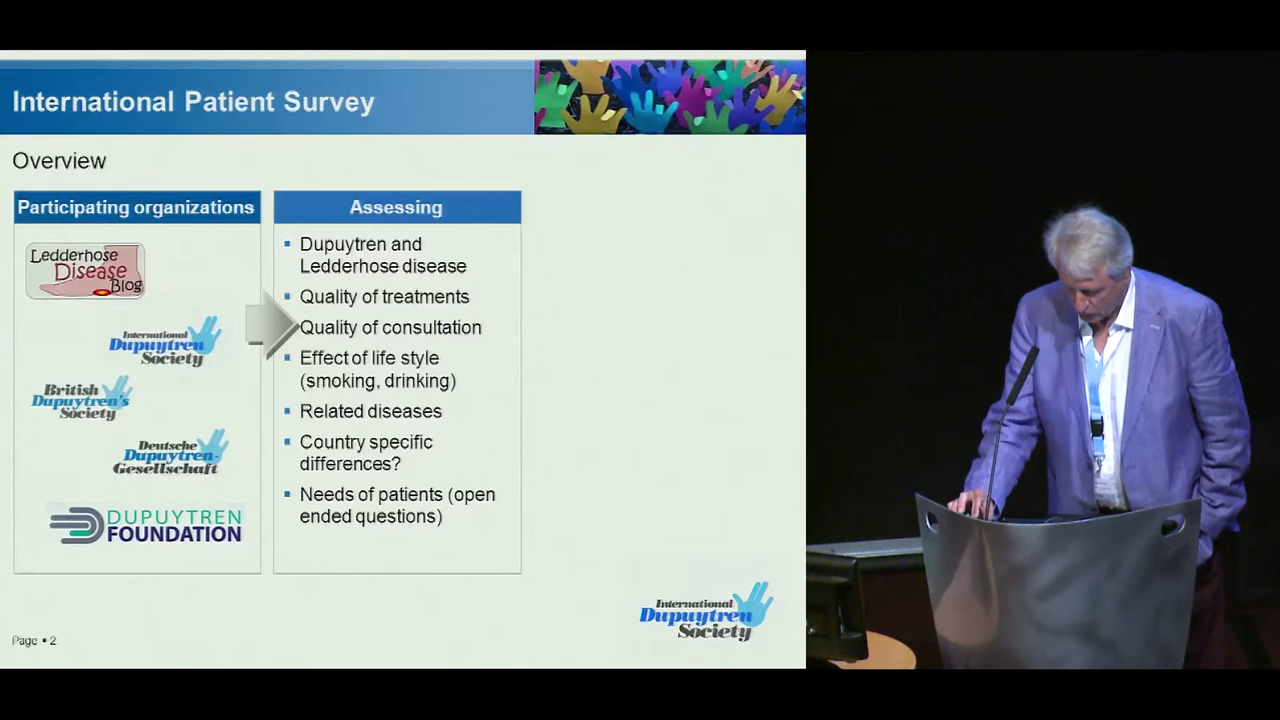 International Patient Survey
Overview
Participating organizations
Ledderhose
Disease
Blog
International
Dupuytren
Society
British
Dupuytren's
Society
Deutsche
Dupuytren-
Gesellschaft
DUPUYTREN
FOUNDATION
Assessing
▪ Dupuytren and
Ledderhose disease
▪ Quality of treatments
Quality of consultation
▪ Effect of life style
(smoking, drinking)
▪ Related diseases
▪ Country specific
differences?
▪ Needs of patients (open
ended questions)
International
Dupuytren
Society
Page ▪ 2